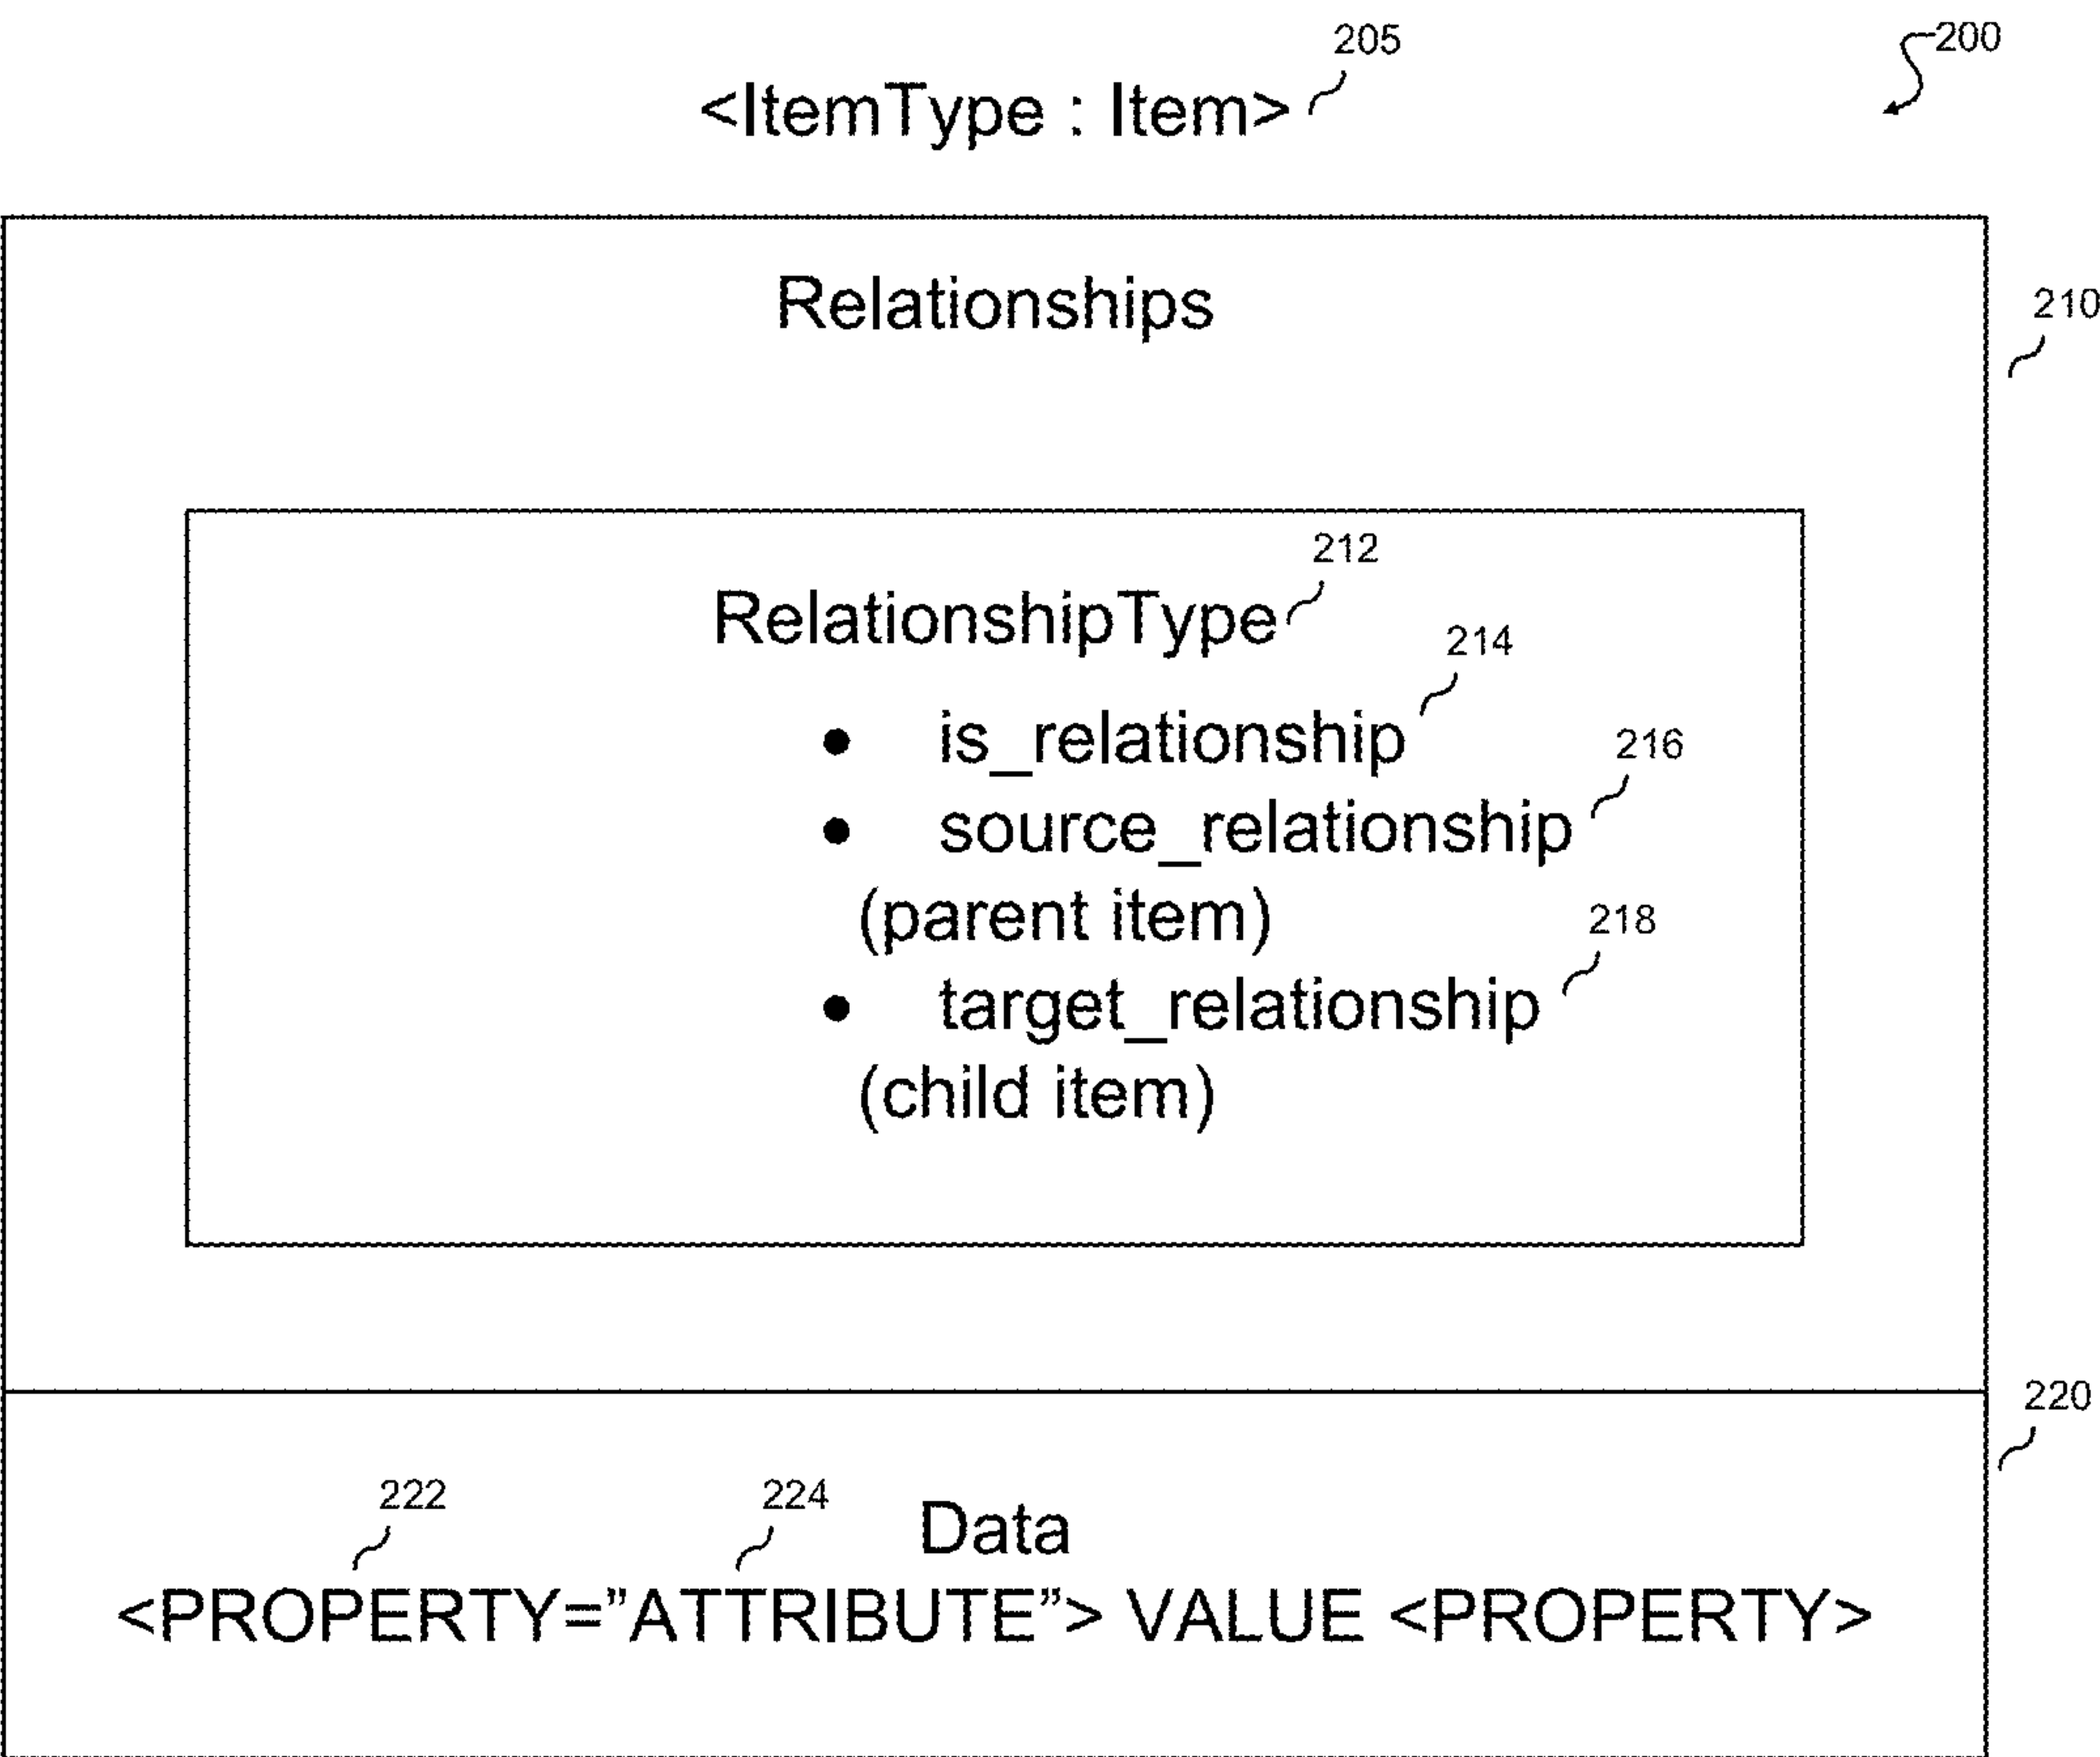 205
200
<ItemType : Item>
Relationships
210
212
RelationshipType
214
• is_relationship
216
• source_relationship
(parent item)
218
• target_relationship
(child item)
220
222
224
Data
<PROPERTY=”ATTRIBUTE”> VALUE <PROPERTY>